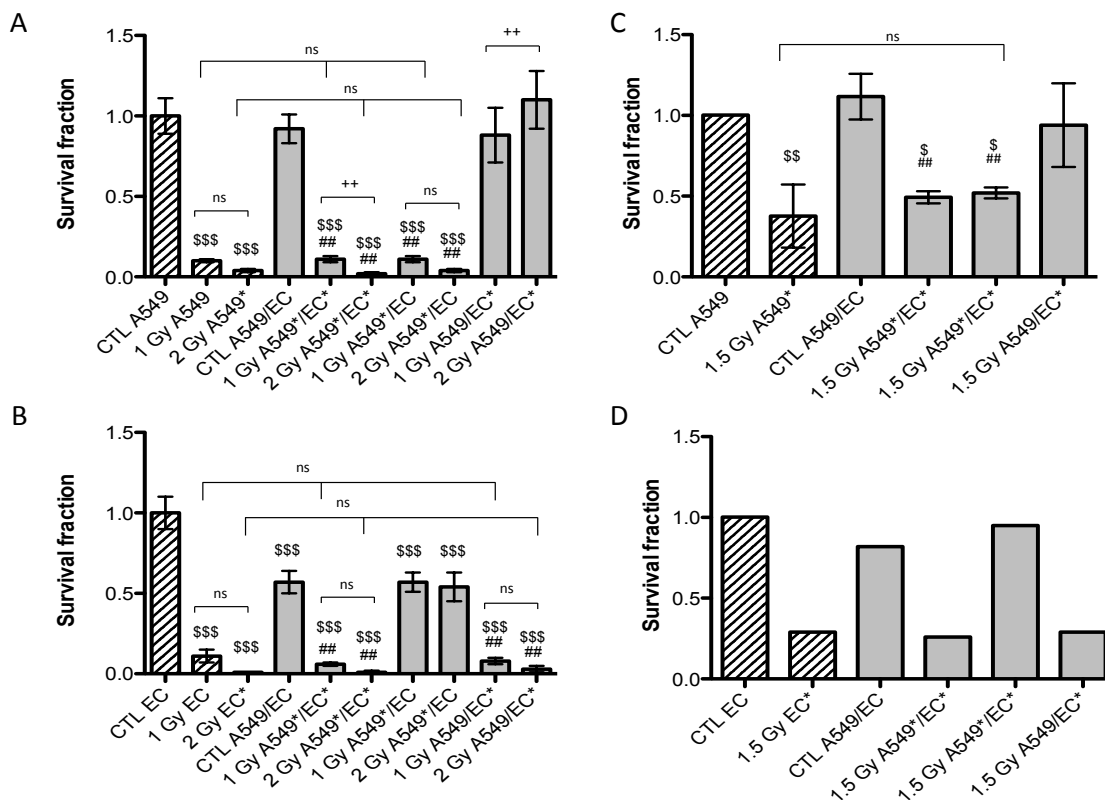 A
Survival fraction
1.5
1.0
0.5
0.0
ns
ns
++
ns
++
ns
$$$
$$$
$$$
##
$$$
##
$$$
##
$$$
##
CTL A549
1 Gy A549
2 Gy A549*
CTL A549/EC
1 Gy A549*/EC*
2 Gy A549*/EC*
1 Gy A549*/EC
2 Gy A549*/EC
1 Gy A549/EC*
2 Gy A549/EC*
C
Survival fraction
1.5
1.0
0.5
0.0
ns
$$
$
##
$
##
CTL A549
1.5 Gy A549*
CTL A549/EC
1.5 Gy A549*/EC*
1.5 Gy A549*/EC*
1.5 Gy A549/EC*
B
Survival fraction
1.5
1.0
0.5
0.0
ns
ns
ns
ns
ns
$$$
$$$
$$$
$$$
##
$$$
##
$$$
$$$
$$$
##
$$$
##
CTL EC
1 Gy EC
2 Gy EC*
CTL A549/EC
1 Gy A549*/EC*
2 Gy A549*/EC*
1 Gy A549*/EC
2 Gy A549*/EC
1 Gy A549/EC*
2 Gy A549/EC*
D
Survival fraction
1.5
1.0
0.5
0.0
CTL EC
1.5 Gy EC*
CTL A549/EC
1.5 Gy A549*/EC*
1.5 Gy A549*/EC*
1.5 Gy A549/EC*